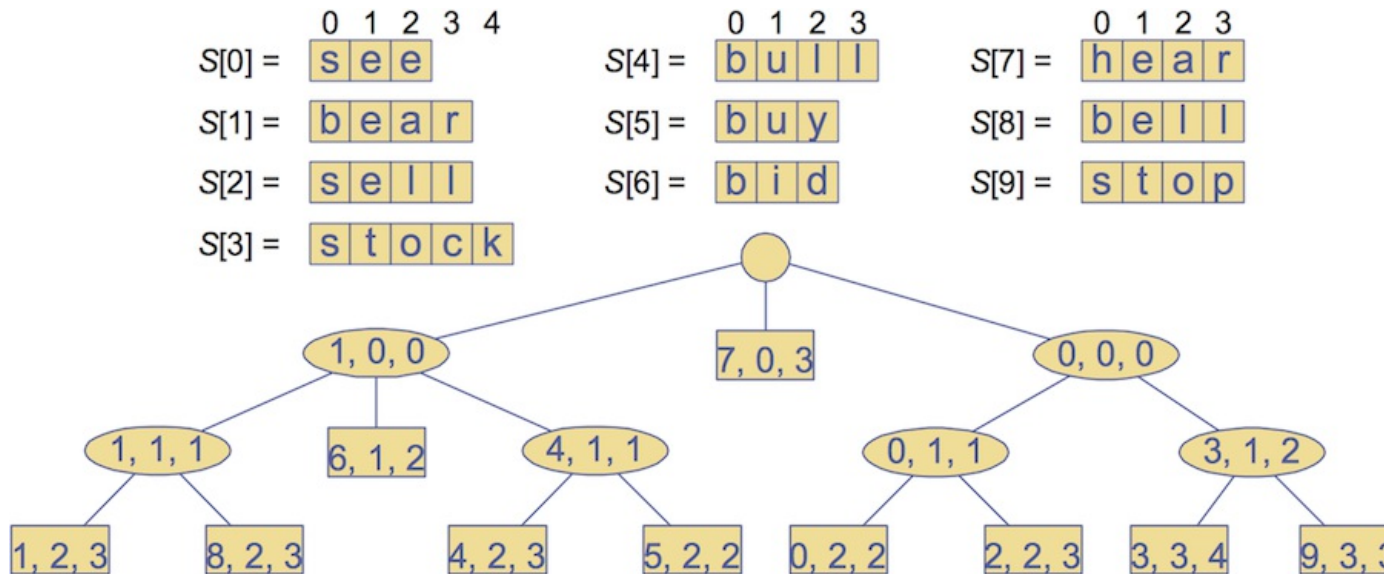 0 1 2 3 4 0 1 2 3 0 1 2 3
S[0] = s e e S[4] = b u l l S[7] = h e a r
S[1] = b e a r S[5] = b u y S[8] = b e l l
S[2] = s e l l S[6] = b i d S[9] = s t o p
S[3] = s t o c k
1, 0, 0 7, 0, 3 0, 0, 0
1, 1, 1 6, 1, 2 4, 1, 1 0, 1, 1 3, 1, 2
1, 2, 3 8, 2, 3 4, 2, 3 5, 2, 2 0, 2, 2 2, 2, 3 3, 3, 4 9, 3, 3